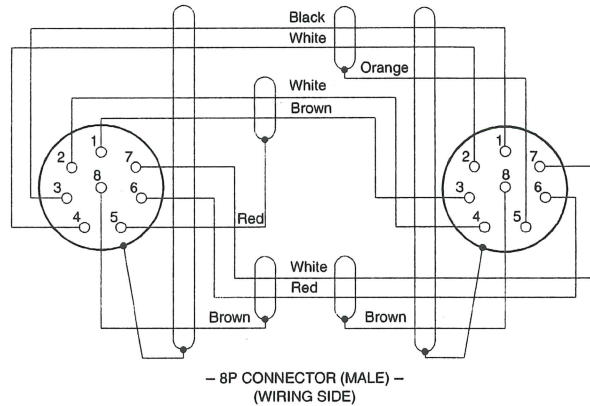 Black
White
Orange
White
Brown
1
2
7
8
3
6
4
5
1
2
7
8
3
6
4
5
Red
White
Red
Brown
Brown
– 8P CONNECTOR (MALE) –
(WIRING SIDE)